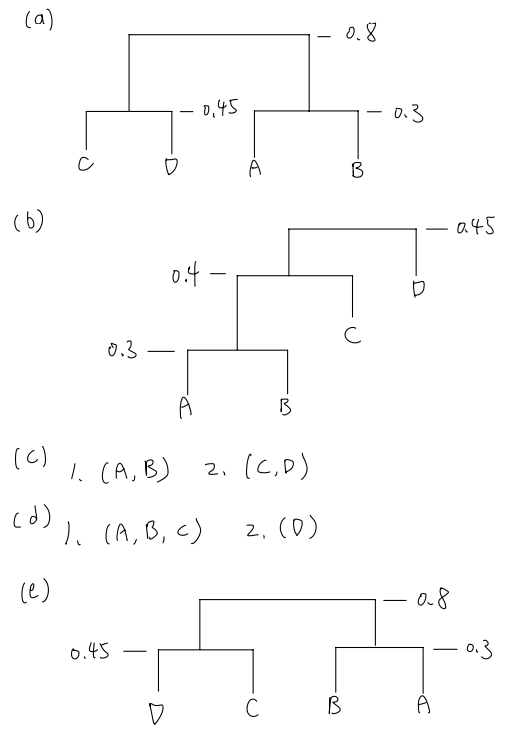 (a)
0.8
0.45
0.3
C D A B
(b)
0.45
0.4
D
C
0.3
A B
(c) 1. (A, B) 2. (C, D)
(d) 1. (A, B, C) 2. (D)
(e)
0.8
0.45
0.3
D C B A